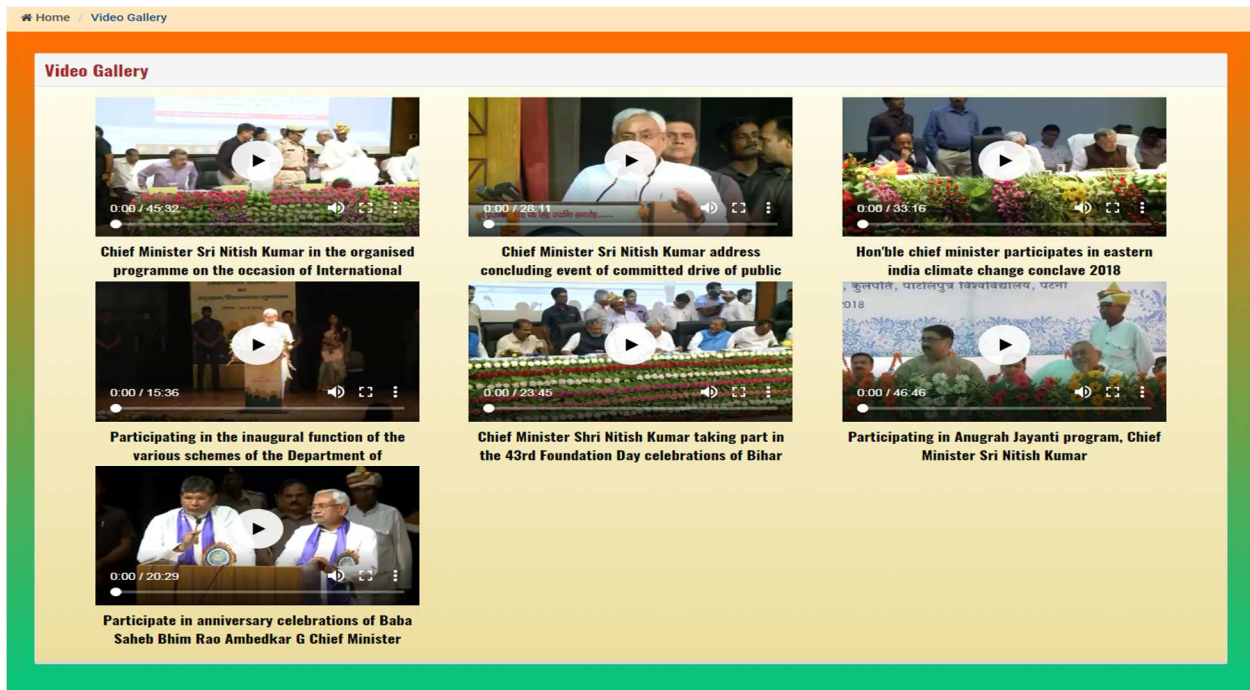 Home / Video Gallery
Video Gallery
0:00 / 45:32
0:00 / 28:11
0:00 / 33:16
Chief Minister Sri Nitish Kumar in the organised
programme on the occasion of International
Chief Minister Sri Nitish Kumar address
concluding event of committed drive of public
Hon'ble chief minister participates in eastern
india climate change conclave 2018
कुलपति, पाटलिपुत्र विश्वविद्यालय, पटना
2018
0:00 / 15:36
0:00 / 23:45
0:00 / 46:46
Participating in the inaugural function of the
various schemes of the Department of
Chief Minister Shri Nitish Kumar taking part in
the 43rd Foundation Day celebrations of Bihar
Participating in Anugrah Jayanti program, Chief
Minister Sri Nitish Kumar
0:00 / 20:29
Participate in anniversary celebrations of Baba
Saheb Bhim Rao Ambedkar G Chief Minister